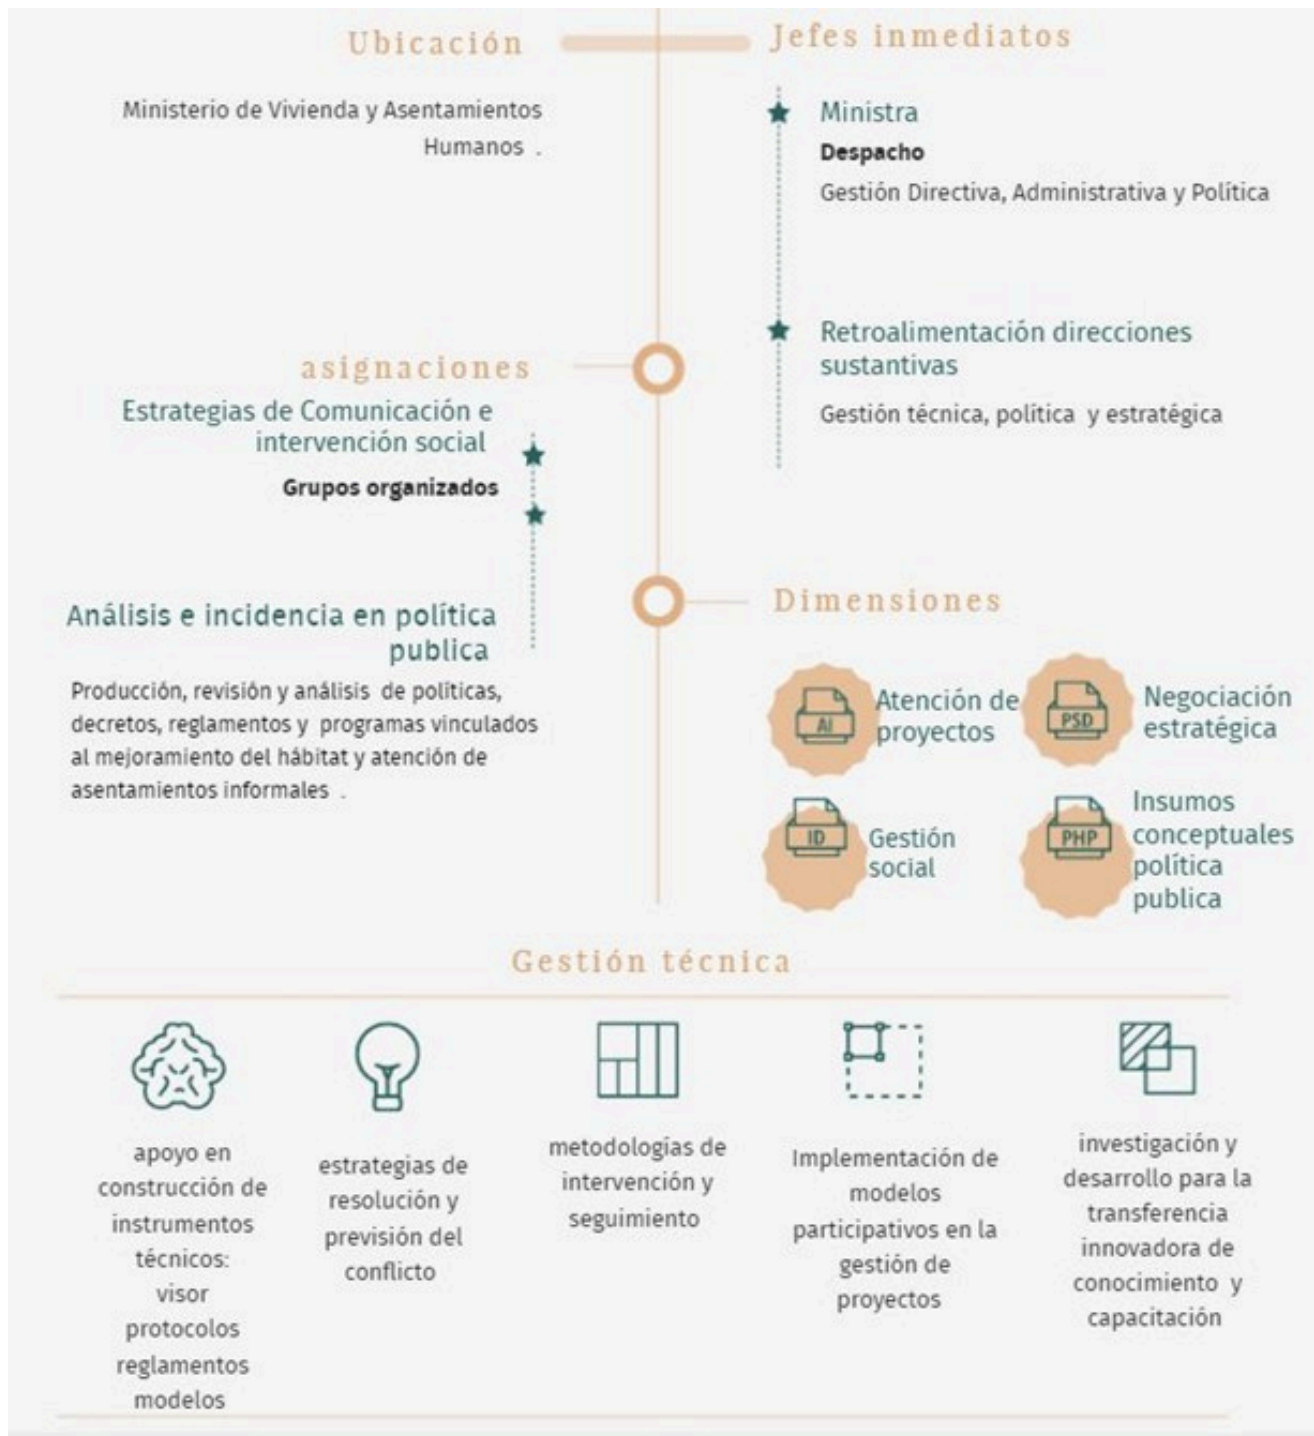 Ubicación
Ministerio de Vivienda y Asentamientos
Humanos .
Jefes inmediatos
Ministra
Despacho
Gestión Directiva, Administrativa y Política
Retroalimentación direcciones
sustantivas
Gestión técnica, política y estratégica
asignaciones
Estrategias de Comunicación e
intervención social
Grupos organizados
Análisis e incidencia en política
publica
Producción, revisión y análisis de políticas,
decretos, reglamentos y programas vinculados
al mejoramiento del hábitat y atención de
asentamientos informales .
Dimensiones
AI
Atención de
proyectos
PSD
Negociación
estratégica
ID
Gestión
social
PHP
Insumos
conceptuales
política
publica
Gestión técnica
apoyo en
construcción de
instrumentos
técnicos:
visor
protocolos
reglamentos
modelos
estrategias de
resolución y
previsión del
conflicto
metodologías de
intervención y
seguimiento
Implementación de
modelos
participativos en la
gestión de
proyectos
investigación y
desarrollo para la
transferencia
innovadora de
conocimiento y
capacitación